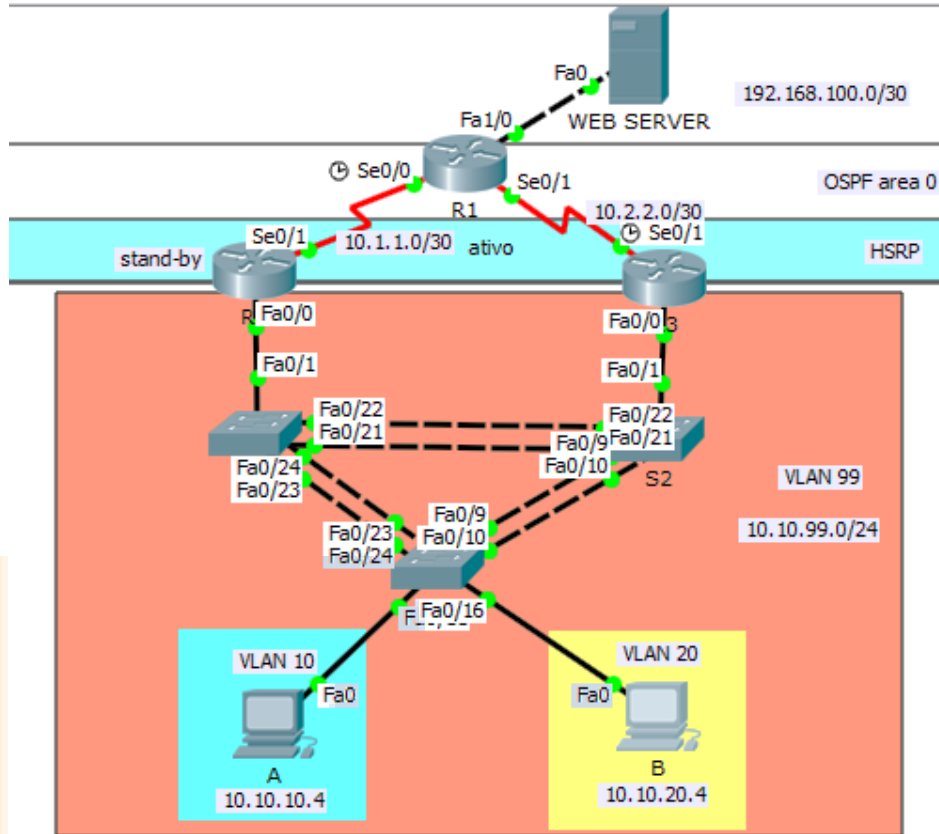 Fa0
192.168.100.0/30
WEB SERVER
Fa1/0
Se0/0
Se0/1
OSPF area 0
R1
10.2.2.0/30
Se0/1
10.1.1.0/30
ativo
Se0/1
stand-by
HSRP
R
Fa0/0
Fa0/0
3
Fa0/1
Fa0/1
Fa0/22
Fa0/21
Fa0/22
Fa0/21
Fa0/9
Fa0/10
S2
Fa0/24
Fa0/23
VLAN 99
10.10.99.0/24
Fa0/9
Fa0/10
Fa0/23
Fa0/24
Fa0/16
VLAN 10
VLAN 20
Fa0
Fa0
A
B
10.10.10.4
10.10.20.4